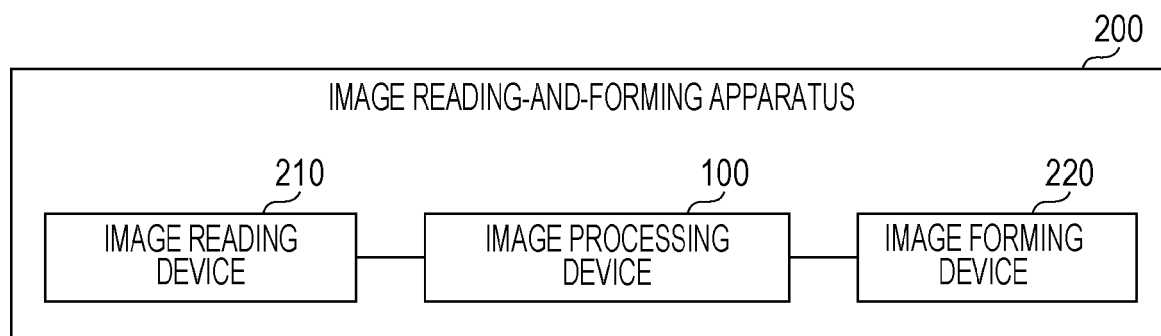 200
IMAGE READING-AND-FORMING APPARATUS
210
100
220
IMAGE READING
DEVICE
IMAGE PROCESSING
DEVICE
IMAGE FORMING
DEVICE